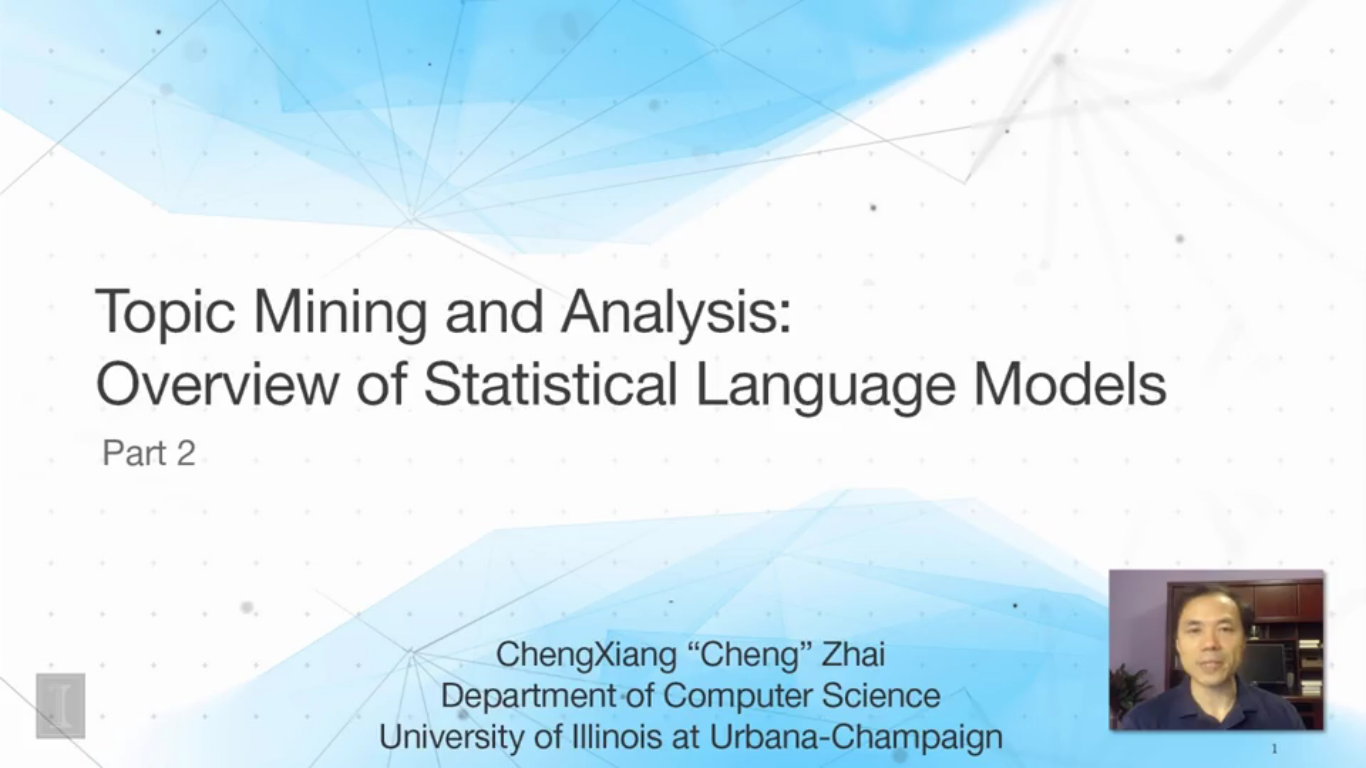 Topic Mining and Analysis:
Overview of Statistical Language Models
Part 2
ChengXiang “Cheng” Zhai
Department of Computer Science
University of Illinois at Urbana-Champaign
I
1